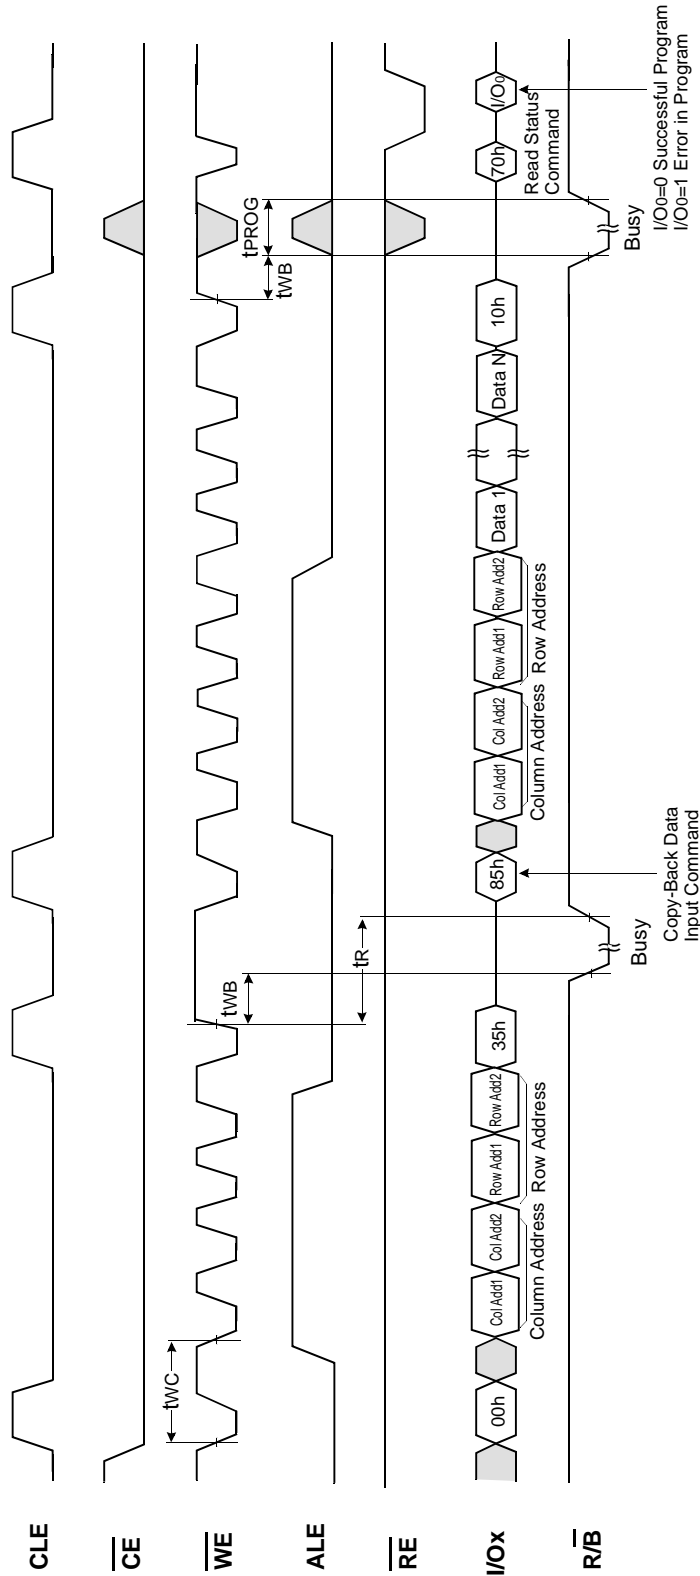 CLE
CE
WE
ALE
RE
I/Ox
R/B
tWC
tWB
tR
tWB
tPROG
00h
Col Add1
Col Add2
Row Add1
Row Add2
35h
85h
Col Add1
Col Add2
Row Add1
Row Add2
Data 1
Data N
10h
70h
I/O0
Column Address
Row Address
Column Address
Row Address
Read Status
Command
Busy
Busy
Copy-Back Data
Input Command
I/O0=0 Successful Program
I/O0=1 Error in Program